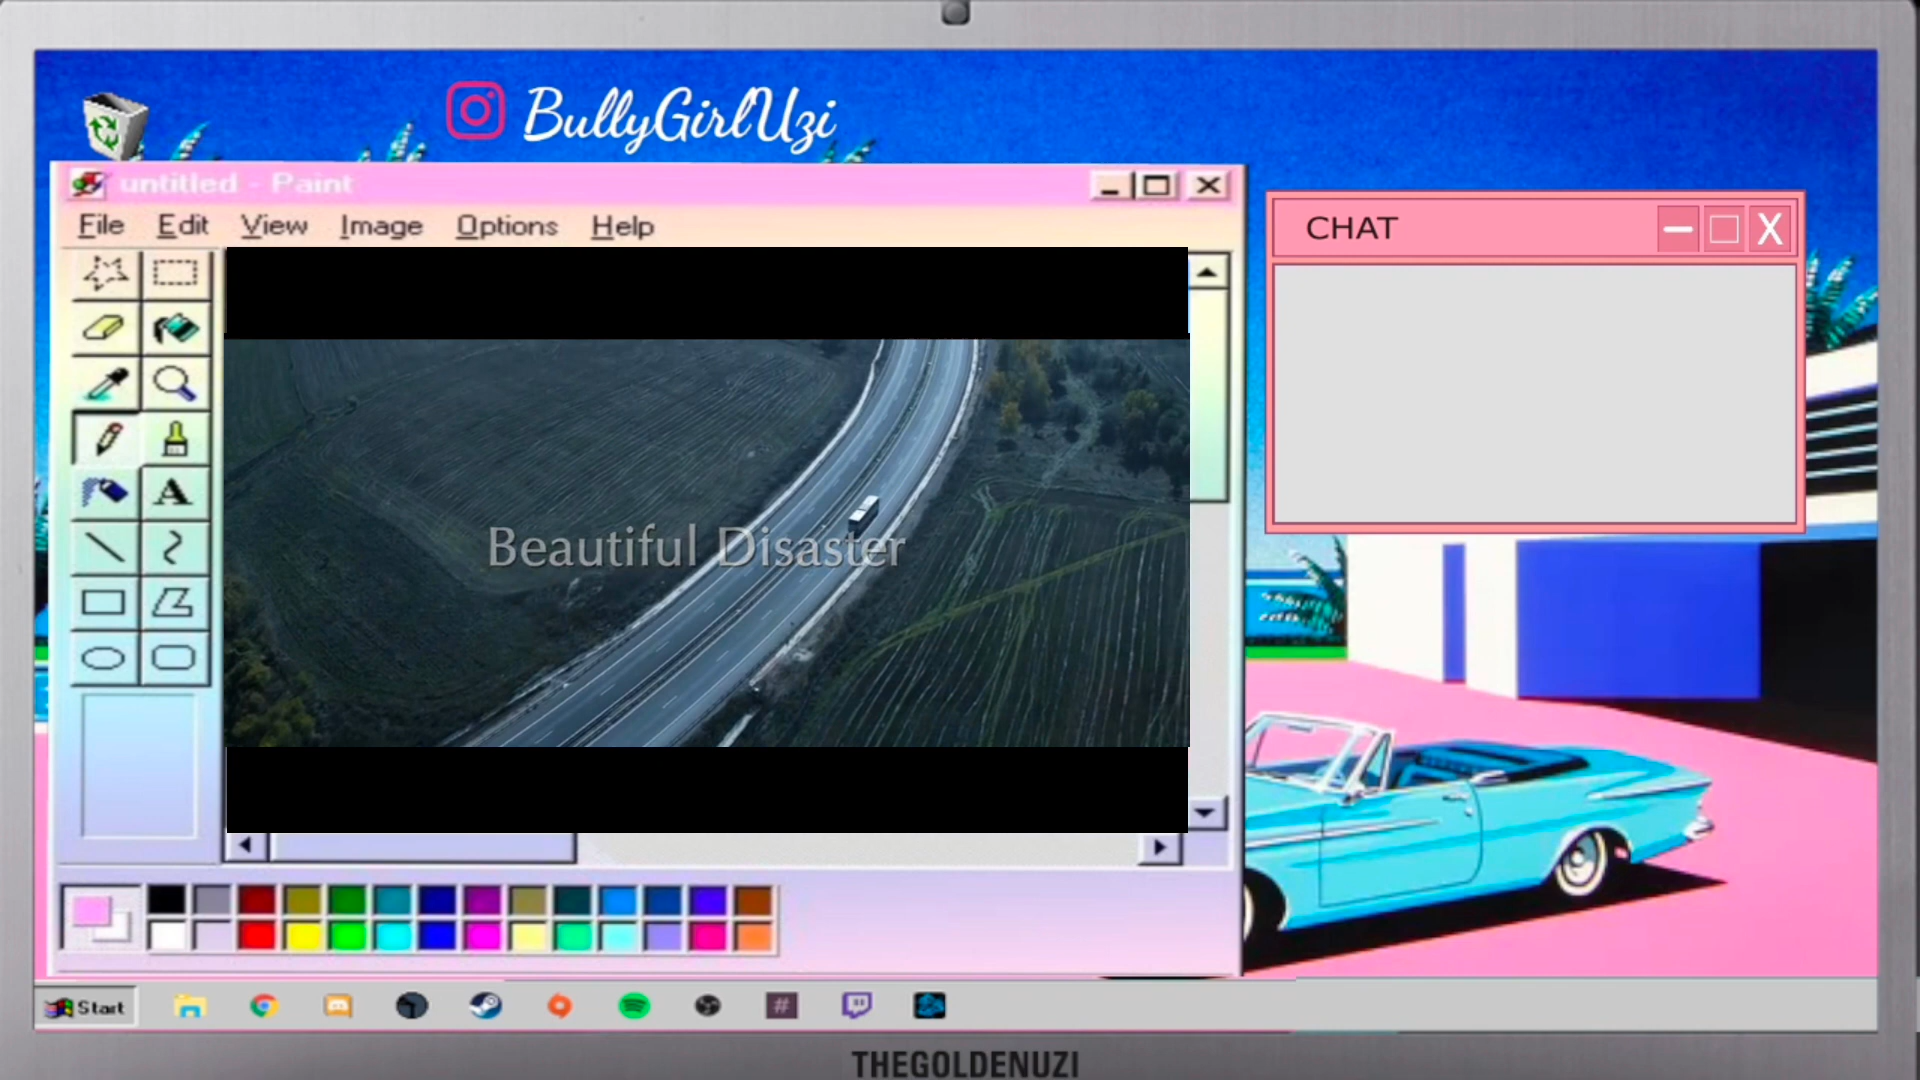 BullyGirlUzi
untitled - Paint
File Edit View Image Options Help
CHAT
X
A
Beautiful Disaster
Start
#
THEGOLDENUZI